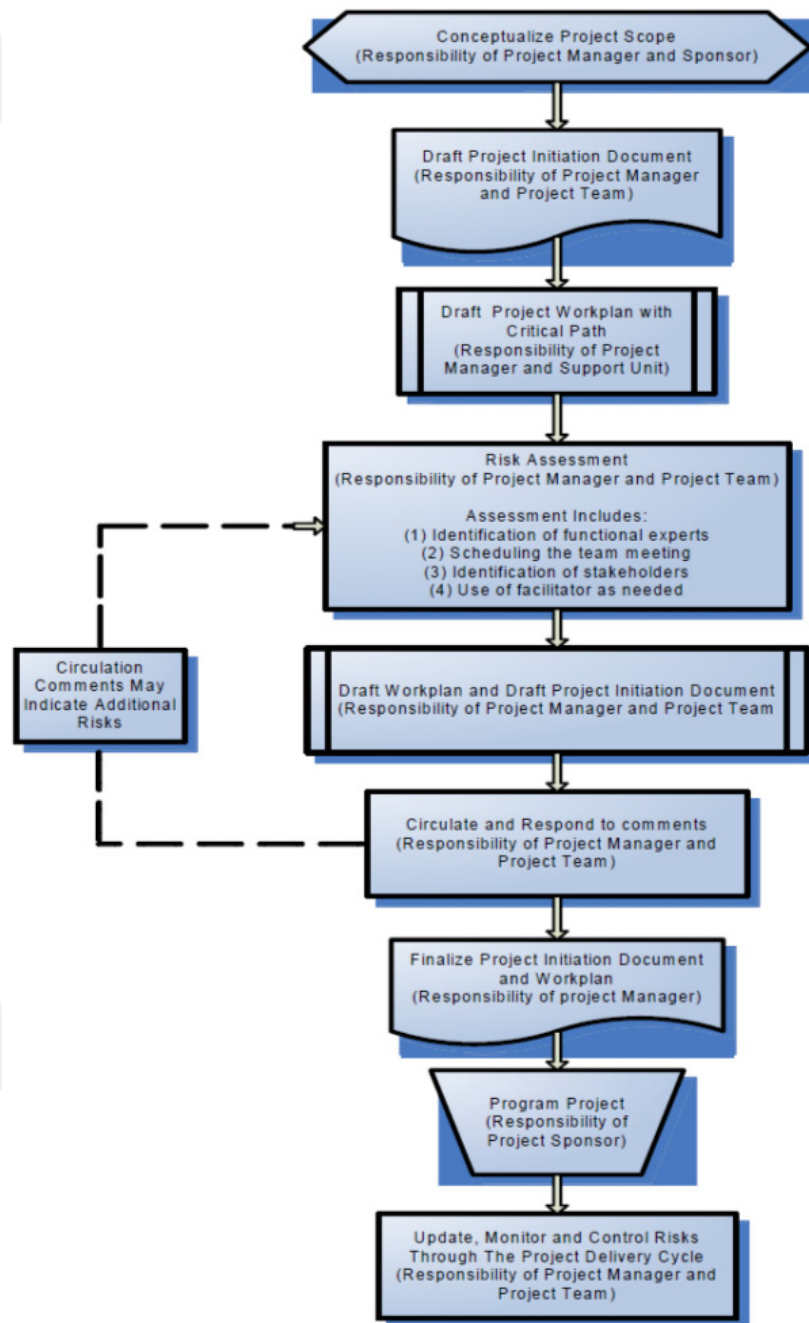 Conceptualize Project Scope
(Responsibility of Project Manager and Sponsor)
Draft Project Initiation Document
(Responsibility of Project Manager
and Project Team)
Draft Project Workplan with
Critical Path
(Responsibility of Project
Manager and Support Unit)
Risk Assessment
(Responsibility of Project Manager and Project Team)
Assessment Includes:
(1) Identification of functional experts
(2) Scheduling the team meeting
(3) Identification of stakeholders
(4) Use of facilitator as needed
Circulation
Comments May
Indicate Additional
Risks
Draft Workplan and Draft Project Initiation Document
(Responsibility of Project Manager and Project Team
Circulate and Respond to comments
(Responsibility of Project Manager and
Project Team)
Finalize Project Initiation Document
and Workplan
(Responsibility of project Manager)
Program Project
(Responsibility of
Project Sponsor)
Update, Monitor and Control Risks
Through The Project Delivery Cycle
(Responsibility of Project Manager and
Project Team)